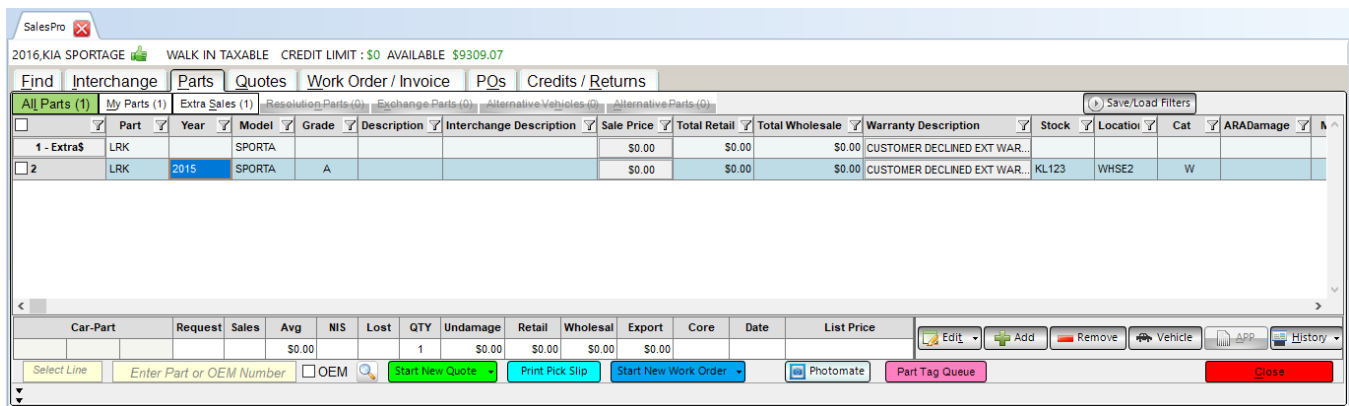 SalesPro
2016,KIA SPORTAGE WALK IN TAXABLE CREDIT LIMIT : $0 AVAILABLE $9309.07
Find Interchange Parts Quotes Work Order / Invoice POs Credits / Returns
All Parts (1) My Parts (1) Extra Sales (1) Resolution Parts (0) Exchange Parts (0) Alternative Vehicles (0) Alternative Parts (0) Save/Load Filters
Part Year Model Grade Description Interchange Description Sale Price Total Retail Total Wholesale Warranty Description Stock Location Cat ARADamage
1 - Extra$ LRK SPORTA $0.00 $0.00 $0.00 CUSTOMER DECLINED EXT WAR...
2 LRK 2015 SPORTA A $0.00 $0.00 $0.00 CUSTOMER DECLINED EXT WAR... KL123 WHSE2 W
Car-Part Request Sales Avg NIS Lost QTY Undamage Retail Wholesal Export Core Date List Price Edit Add Remove Vehicle APP History
$0.00 1 $0.00 $0.00 $0.00 $0.00
Select Line Enter Part or OEM Number OEM Start New Quote Print Pick Slip Start New Work Order Photomate Part Tag Queue Close